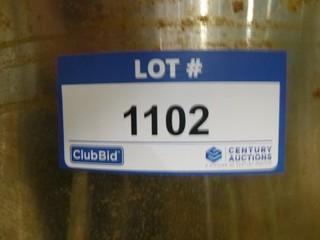 LOT #
1102
ClubBid
CENTURY
AUCTIONS